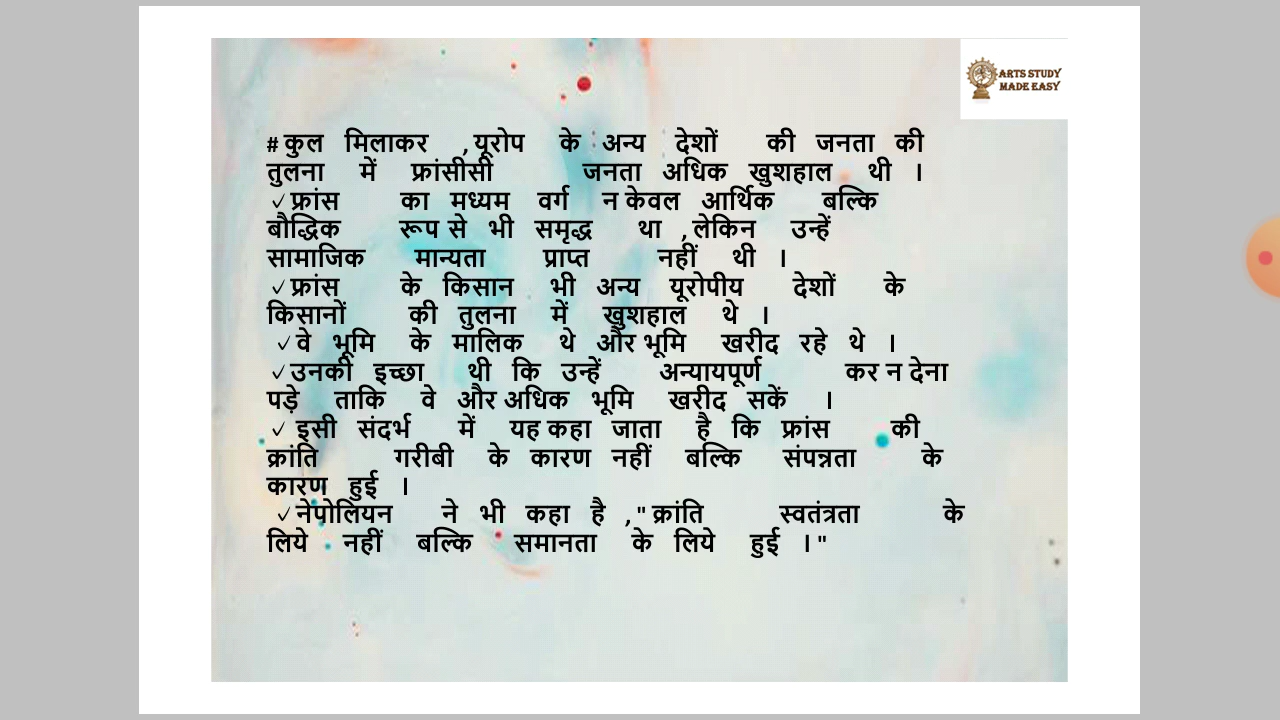 ARTS STUDY
MADE EASY
# कुल मिलाकर , यूरोप के अन्य देशों की जनता की
तुलना में फ्रांसीसी जनता अधिक खुशहाल थी ।
✓फ्रांस का मध्यम वर्ग न केवल आर्थिक बल्कि
बौद्धिक रूप से भी समृद्ध था , लेकिन उन्हें
सामाजिक मान्यता प्राप्त नहीं थी ।
✓फ्रांस के किसान भी अन्य यूरोपीय देशों के
किसानों की तुलना में खुशहाल थे ।
✓वे भूमि के मालिक थे और भूमि खरीद रहे थे ।
✓उनकी इच्छा थी कि उन्हें अन्यायपूर्ण कर न देना
पड़े ताकि वे और अधिक भूमि खरीद सकें ।
✓ इसी संदर्भ में यह कहा जाता है कि फ्रांस की
क्रांति गरीबी के कारण नहीं बल्कि संपन्नता के
कारण हुई ।
✓नेपोलियन ने भी कहा है , " क्रांति स्वतंत्रता के
लिये नहीं बल्कि समानता के लिये हुई । "